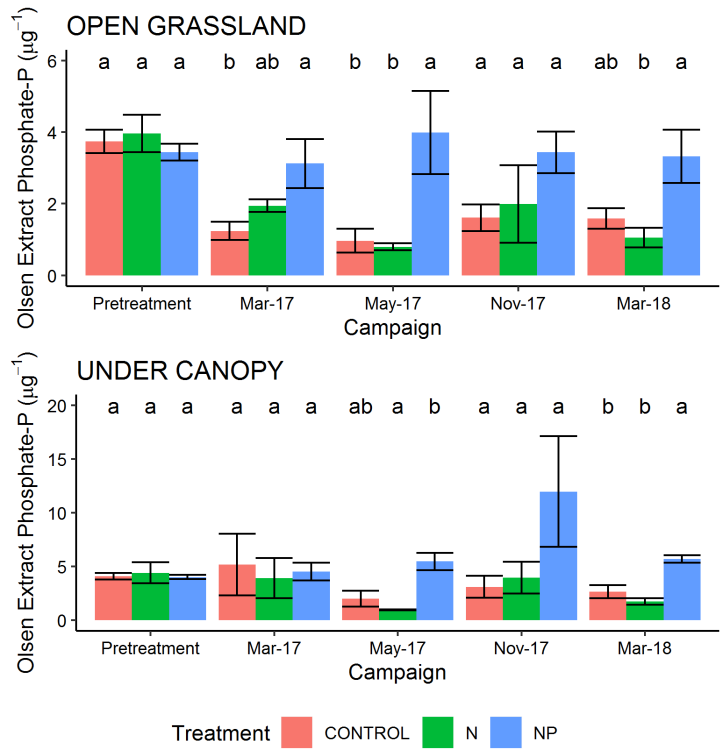 OPEN GRASSLAND
Olsen Extract Phosphate-P (μg⁻¹)
6
4
2
0
a a a b ab a b b a a a a ab b a
Pretreatment Mar-17 May-17 Nov-17 Mar-18
Campaign
UNDER CANOPY
Olsen Extract Phosphate-P (μg⁻¹)
20
15
10
5
0
a a a a a a ab a b a a a b b a
Pretreatment Mar-17 May-17 Nov-17 Mar-18
Campaign
Treatment CONTROL N NP